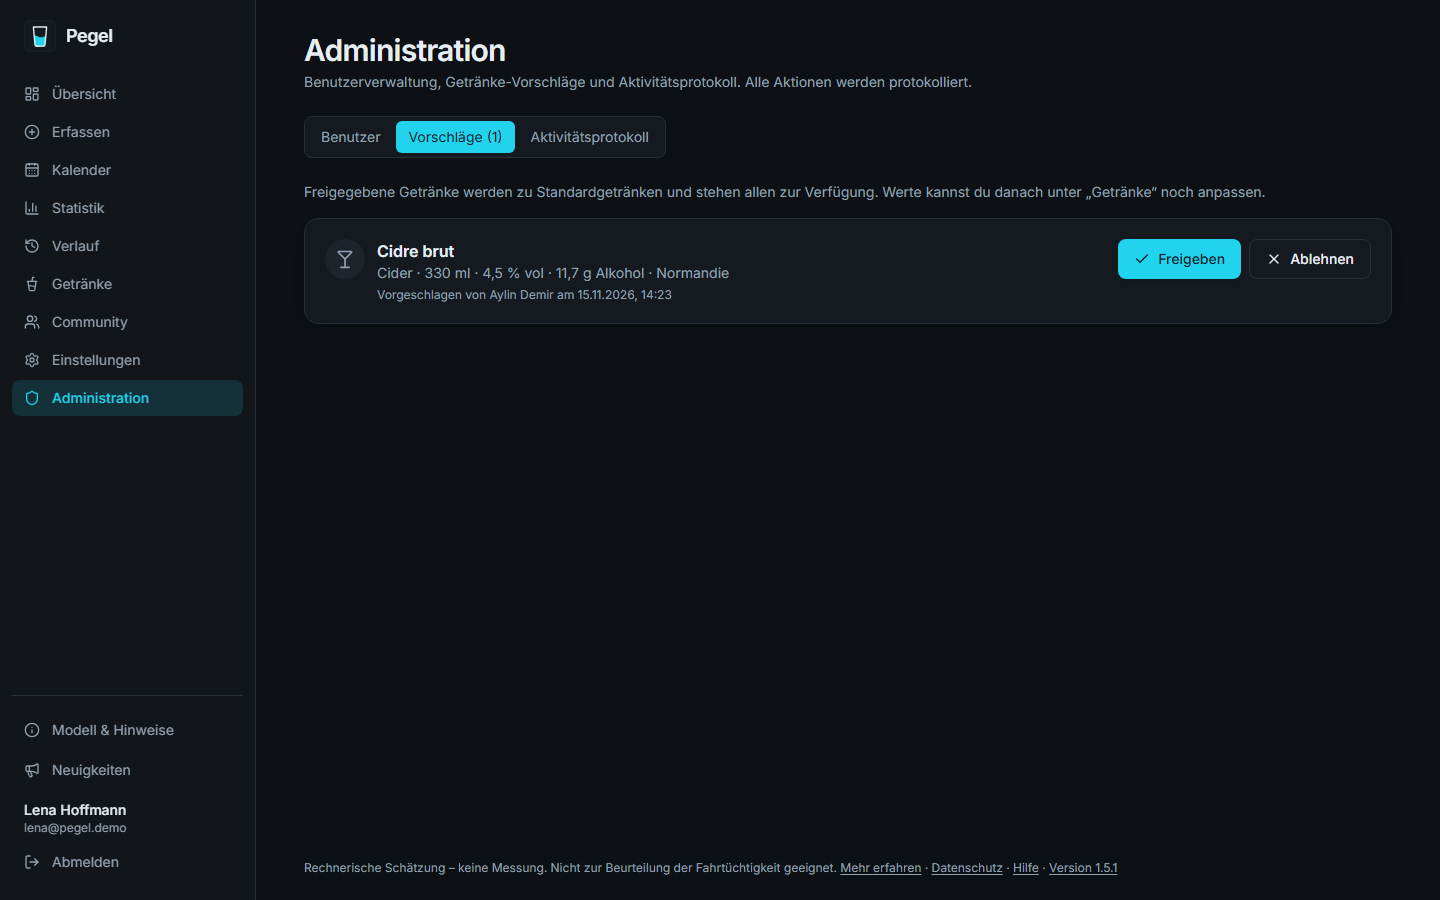 Pegel
Übersicht
Erfassen
Kalender
Statistik
Verlauf
Getränke
Community
Einstellungen
Administration
Modell & Hinweise
Neuigkeiten
Lena Hoffmann
lena@pegel.demo
Abmelden
Administration
Benutzerverwaltung, Getränke-Vorschläge und Aktivitätsprotokoll. Alle Aktionen werden protokolliert.
Benutzer Vorschläge (1) Aktivitätsprotokoll
Freigegebene Getränke werden zu Standardgetränken und stehen allen zur Verfügung. Werte kannst du danach unter „Getränke“ noch anpassen.
Cidre brut
Cider · 330 ml · 4,5 % vol · 11,7 g Alkohol · Normandie
Vorgeschlagen von Aylin Demir am 15.11.2026, 14:23
Freigeben Ablehnen
Rechnerische Schätzung – keine Messung. Nicht zur Beurteilung der Fahrtüchtigkeit geeignet. Mehr erfahren · Datenschutz · Hilfe · Version 1.5.1